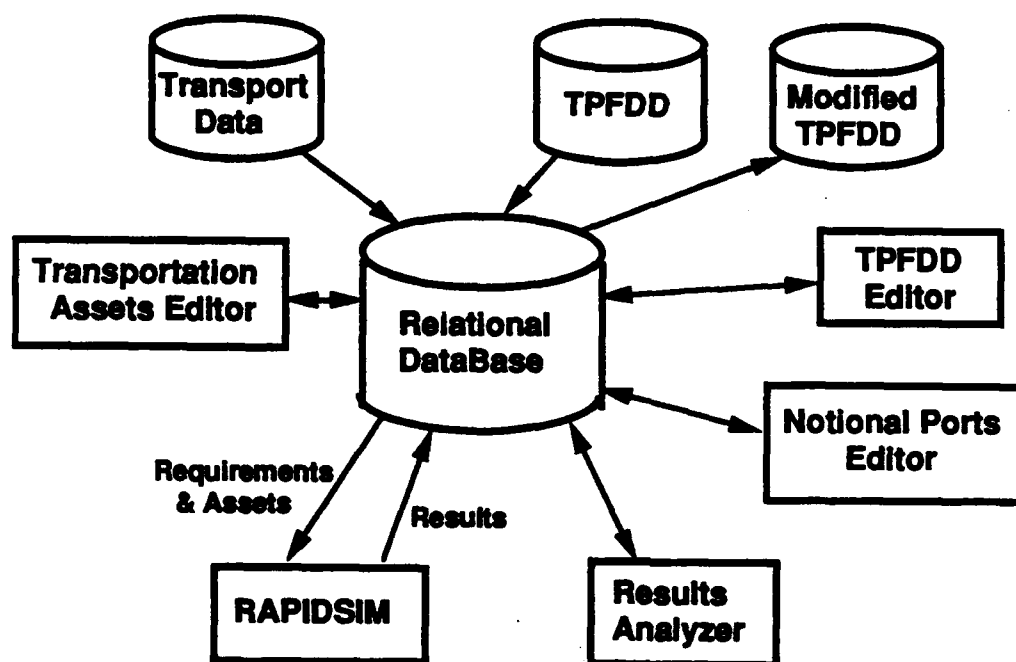 Transport
Data
TPFDD
Modified
TPFDD
Transportation
Assets Editor
Relational
DataBase
TPFDD
Editor
Notional Ports
Editor
Requirements
& Assets
Results
RAPIDSIM
Results
Analyzer